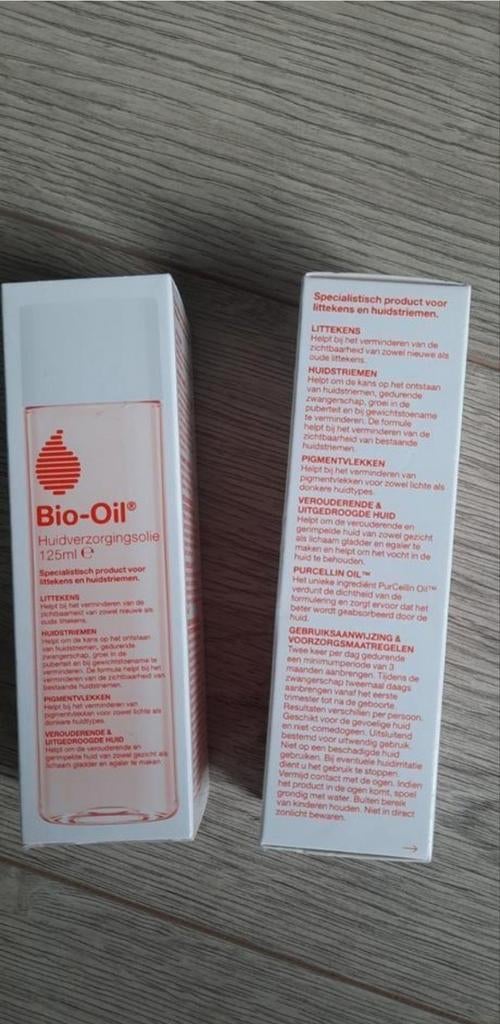 Bio-Oil®
Huidverzorgingsolie
125ml ℮
Specialistisch product voor
littekens en huidstriemen.
LITTEKENS
Helpt bij het verminderen van de
zichtbaarheid van zowel nieuwe als
oude littekens.
HUIDSTRIEMEN
Helpt om de kans op het ontstaan
van huidstriemen, gedurende
zwangerschap, groei in de
puberteit en bij gewichtstoename te
verminderen. De formule helpt bij het
verminderen van de zichtbaarheid van
bestaande huidstriemen.
PIGMENTVLEKKEN
Helpt bij het verminderen van
pigmentvlekken voor zowel lichte als
donkere huidtypes.
VEROUDERENDE &
UITGEDROOGDE HUID
Helpt om de verouderende en
gerimpelde huid van zowel gezicht als
lichaam gladder en egaler te maken
Specialistisch product voor
littekens en huidstriemen.
LITTEKENS
Helpt bij het verminderen van de
zichtbaarheid van zowel nieuwe als
oude littekens.
HUIDSTRIEMEN
Helpt om de kans op het ontstaan
van huidstriemen, gedurende
zwangerschap, groei in de
puberteit en bij gewichtstoename
te verminderen. De formule
helpt bij het verminderen van de
zichtbaarheid van bestaande
huidstriemen.
PIGMENTVLEKKEN
Helpt bij het verminderen van
pigmentvlekken voor zowel lichte als
donkere huidtypes.
VEROUDERENDE &
UITGEDROOGDE HUID
Helpt om de verouderende en
gerimpelde huid van zowel gezicht
als lichaam gladder en egaler te
maken en helpt om het vocht in de
huid te behouden.
PURCELLIN OIL™
Het unieke ingrediënt PurCellin Oil™
verdunt de dichtheid van de
formulering en zorgt ervoor dat het
beter wordt geabsorbeerd door de
huid.
GEBRUIKSAANWIJZING &
VOORZORGSMAATREGELEN
Twee keer per dag gedurende
een minimumperiode van 3
maanden aanbrengen. Tijdens de
zwangerschap tweemaal daags
aanbrengen vanaf het eerste
trimester tot na de geboorte.
Resultaten verschillen per persoon.
Geschikt voor de gevoelige huid
en niet-comedogeen. Uitsluitend
bestemd voor uitwendig gebruik.
Niet op een beschadigde huid
gebruiken. Bij eventuele huidirritatie
dient u het gebruik te stoppen.
Vermijd contact met de ogen. Indien
het product in de ogen komt, spoel
grondig met water. Buiten bereik
van kinderen houden. Niet in direct
zonlicht bewaren.